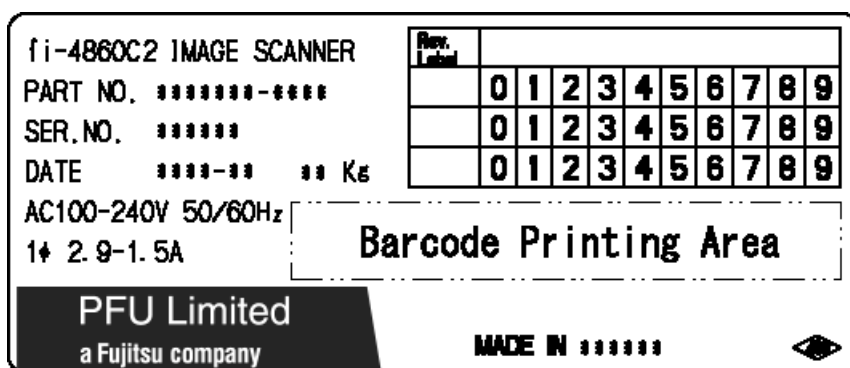 fi-4860C2 IMAGE SCANNER
PART NO. *******-****
SER.NO. ******
DATE ****-** ** Kg
AC100-240V 50/60Hz
1ϕ 2.9-1.5A
Rev. Label
0 1 2 3 4 5 6 7 8 9
0 1 2 3 4 5 6 7 8 9
0 1 2 3 4 5 6 7 8 9
Barcode Printing Area
PFU Limited
a Fujitsu company
MADE IN ******